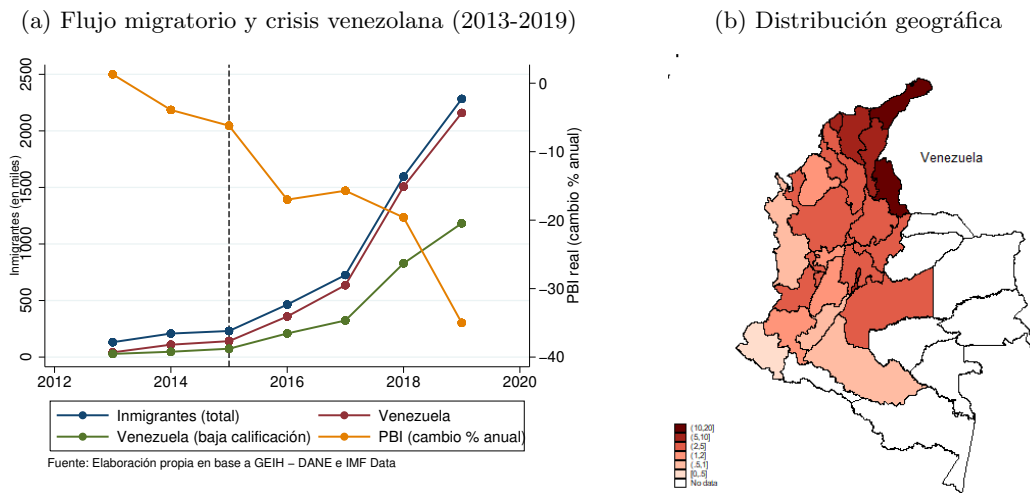 (a) Flujo migratorio y crisis venezolana (2013-2019)
Inmigrantes (en miles)
2500
2000
1500
1000
500
0
0
−10
−20
−30
−40
PBI real (cambio % anual)
2012 2014 2016 2018 2020
Inmigrantes (total) Venezuela
Venezuela (baja calificación) PBI (cambio % anual)
Fuente: Elaboración propia en base a GEIH − DANE e IMF Data
(b) Distribución geográfica
Venezuela
(10,20]
(5,10]
(2,5]
(1,2]
(.5,1]
[0,.5]
No data